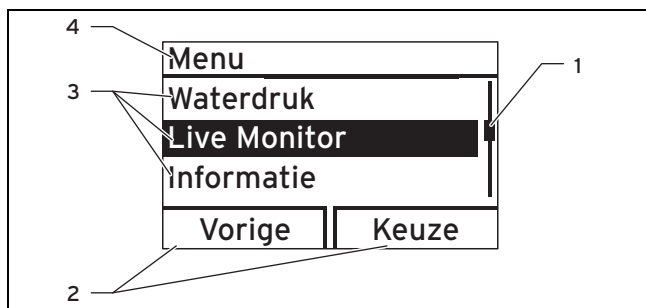 4
Menu
1
3
Waterdruk
Live Monitor
Informatie
Vorige Keuze
2